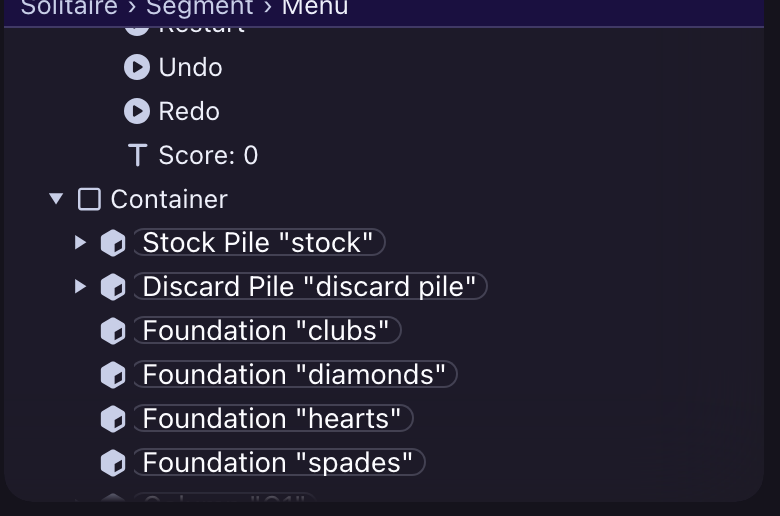 Solitaire › Segment › Menu
Restart
Undo
Redo
Score: 0
Container
Stock Pile "stock"
Discard Pile "discard pile"
Foundation "clubs"
Foundation "diamonds"
Foundation "hearts"
Foundation "spades"